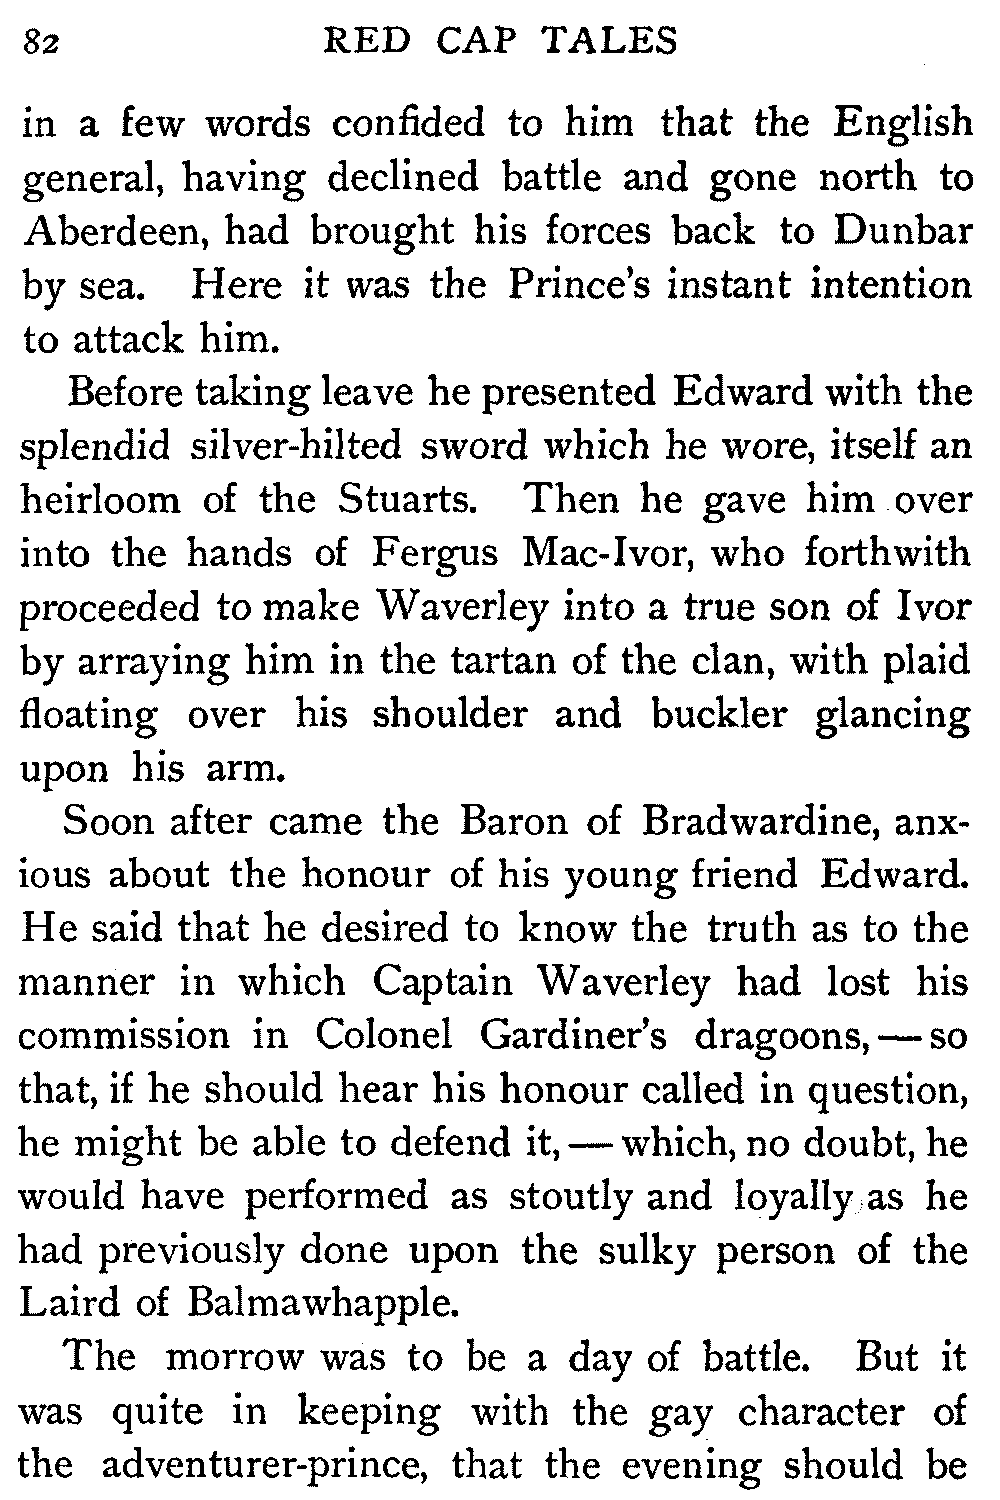 82 RED CAP TALES
in a few words confided to him that the English
general, having declined battle and gone north to
Aberdeen, had brought his forces back to Dunbar
by sea. Here it was the Prince's instant intention
to attack him.
Before taking leave he presented Edward with the
splendid silver-hilted sword which he wore, itself an
heirloom of the Stuarts. Then he gave him over
into the hands of Fergus Mac-Ivor, who forthwith
proceeded to make Waverley into a true son of Ivor
by arraying him in the tartan of the clan, with plaid
floating over his shoulder and buckler glancing
upon his arm.
Soon after came the Baron of Bradwardine, anx-
ious about the honour of his young friend Edward.
He said that he desired to know the truth as to the
manner in which Captain Waverley had lost his
commission in Colonel Gardiner's dragoons, — so
that, if he should hear his honour called in question,
he might be able to defend it, — which, no doubt, he
would have performed as stoutly and loyally as he
had previously done upon the sulky person of the
Laird of Balmawhapple.
The morrow was to be a day of battle. But it
was quite in keeping with the gay character of
the adventurer-prince, that the evening should be